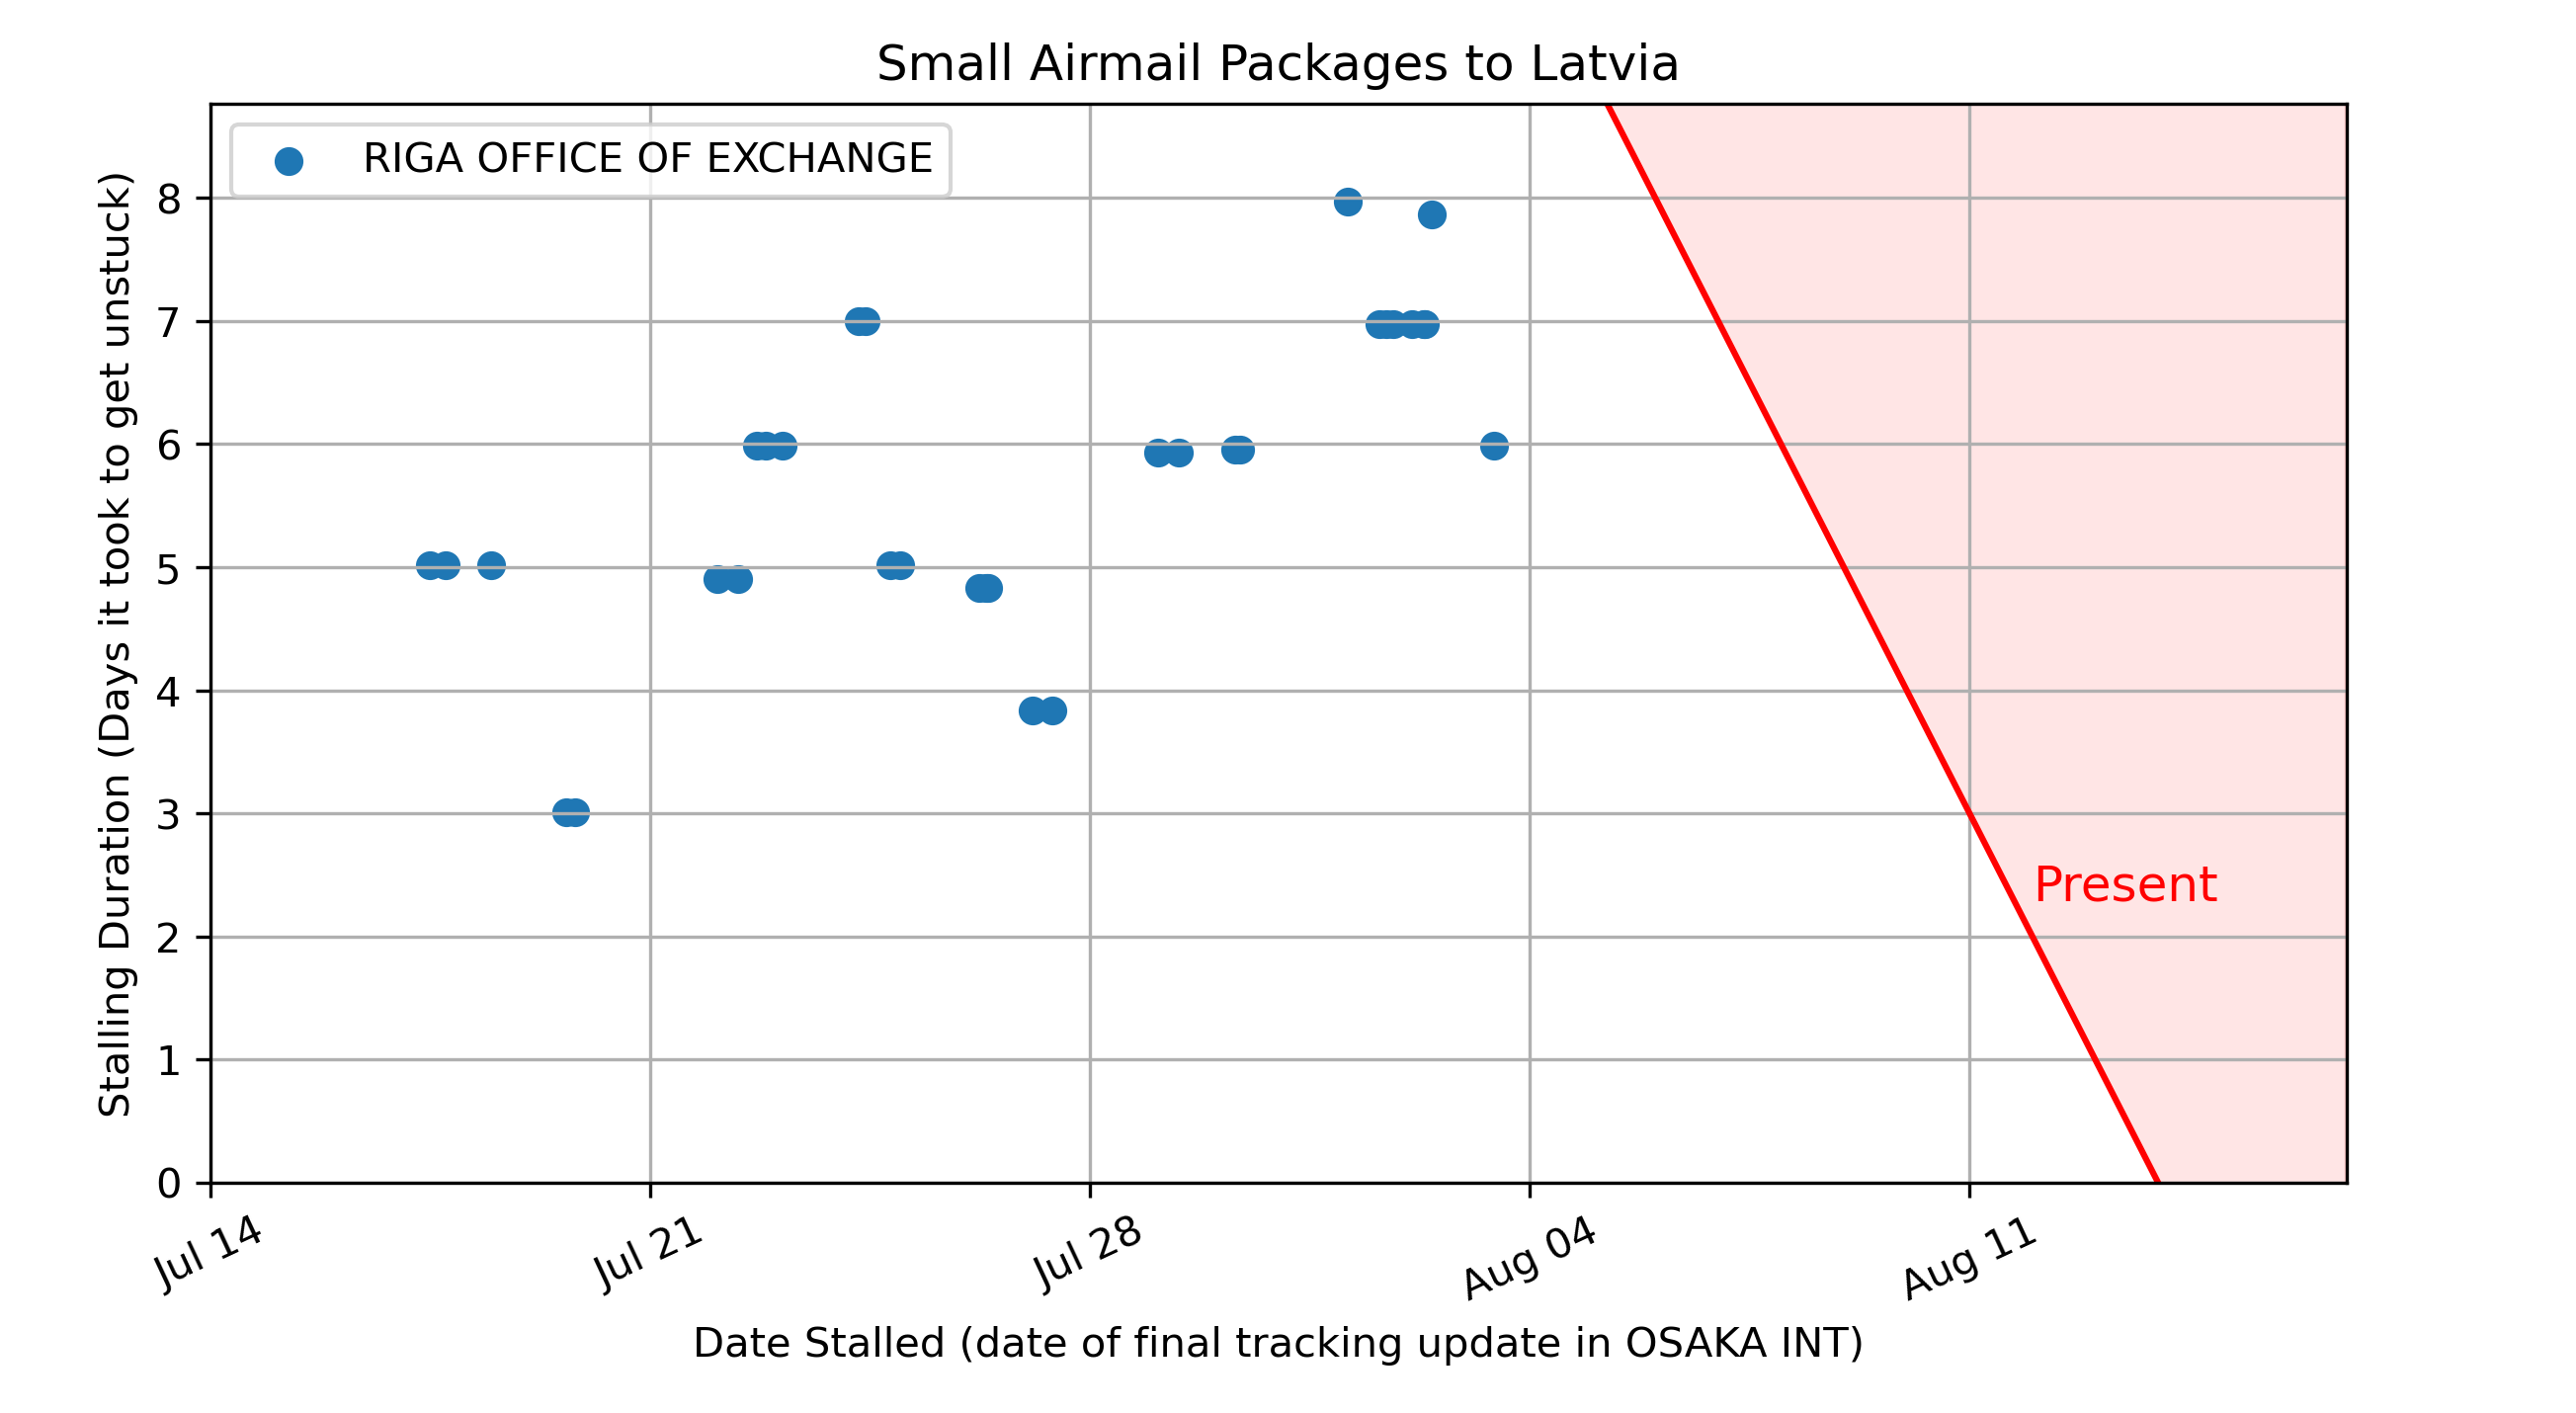 Small Airmail Packages to Latvia
RIGA OFFICE OF EXCHANGE
Stalling Duration (Days it took to get unstuck)
8
7
6
5
4
3
2
1
0
Present
Jul 14
Jul 21
Jul 28
Aug 04
Aug 11
Date Stalled (date of final tracking update in OSAKA INT)